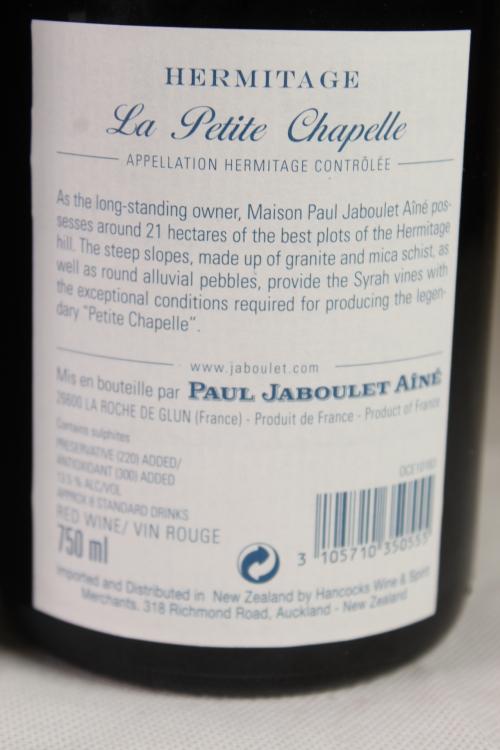 HERMITAGE
La Petite Chapelle
APPELLATION HERMITAGE CONTRÔLÉE
As the long-standing owner, Maison Paul Jaboulet Aîné pos-
sesses around 21 hectares of the best plots of the Hermitage
hill. The steep slopes, made up of granite and mica schist, as
well as round alluvial pebbles, provide the Syrah vines with
the exceptional conditions required for producing the legen-
dary "Petite Chapelle".
www.jaboulet.com
Mis en bouteille par PAUL JABOULET AÎNÉ
26600 LA ROCHE DE GLUN (France) - Produit de France - Product of France
Contains sulphites
PRESERVATIVE (220) ADDED/
ANTIOXIDANT (300) ADDED
13.5 % ALC/VOL
APPROX 8 STANDARD DRINKS
RED WINE/ VIN ROUGE
750 ml
3 105710 350555
Imported and Distributed in New Zealand by Hancocks Wine & Spirit
Merchants. 318 Richmond Road, Auckland - New Zealand